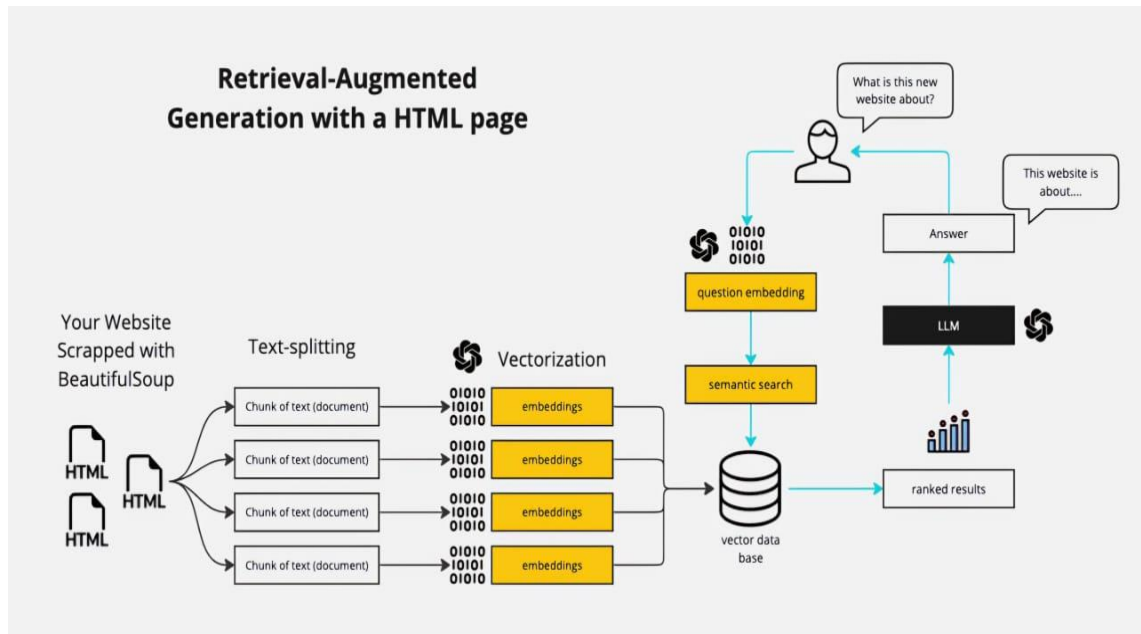 Retrieval-Augmented
Generation with a HTML page
What is this new
website about?
This website is
about....
Answer
01010
10101
01010
question embedding
LLM
semantic search
Your Website
Scrapped with
BeautifulSoup
Text-splitting
Vectorization
Chunk of text (document)
01010
10101
01010
embeddings
Chunk of text (document)
01010
10101
01010
embeddings
Chunk of text (document)
01010
10101
01010
embeddings
Chunk of text (document)
01010
10101
01010
embeddings
HTML
HTML
HTML
vector data
base
ranked results